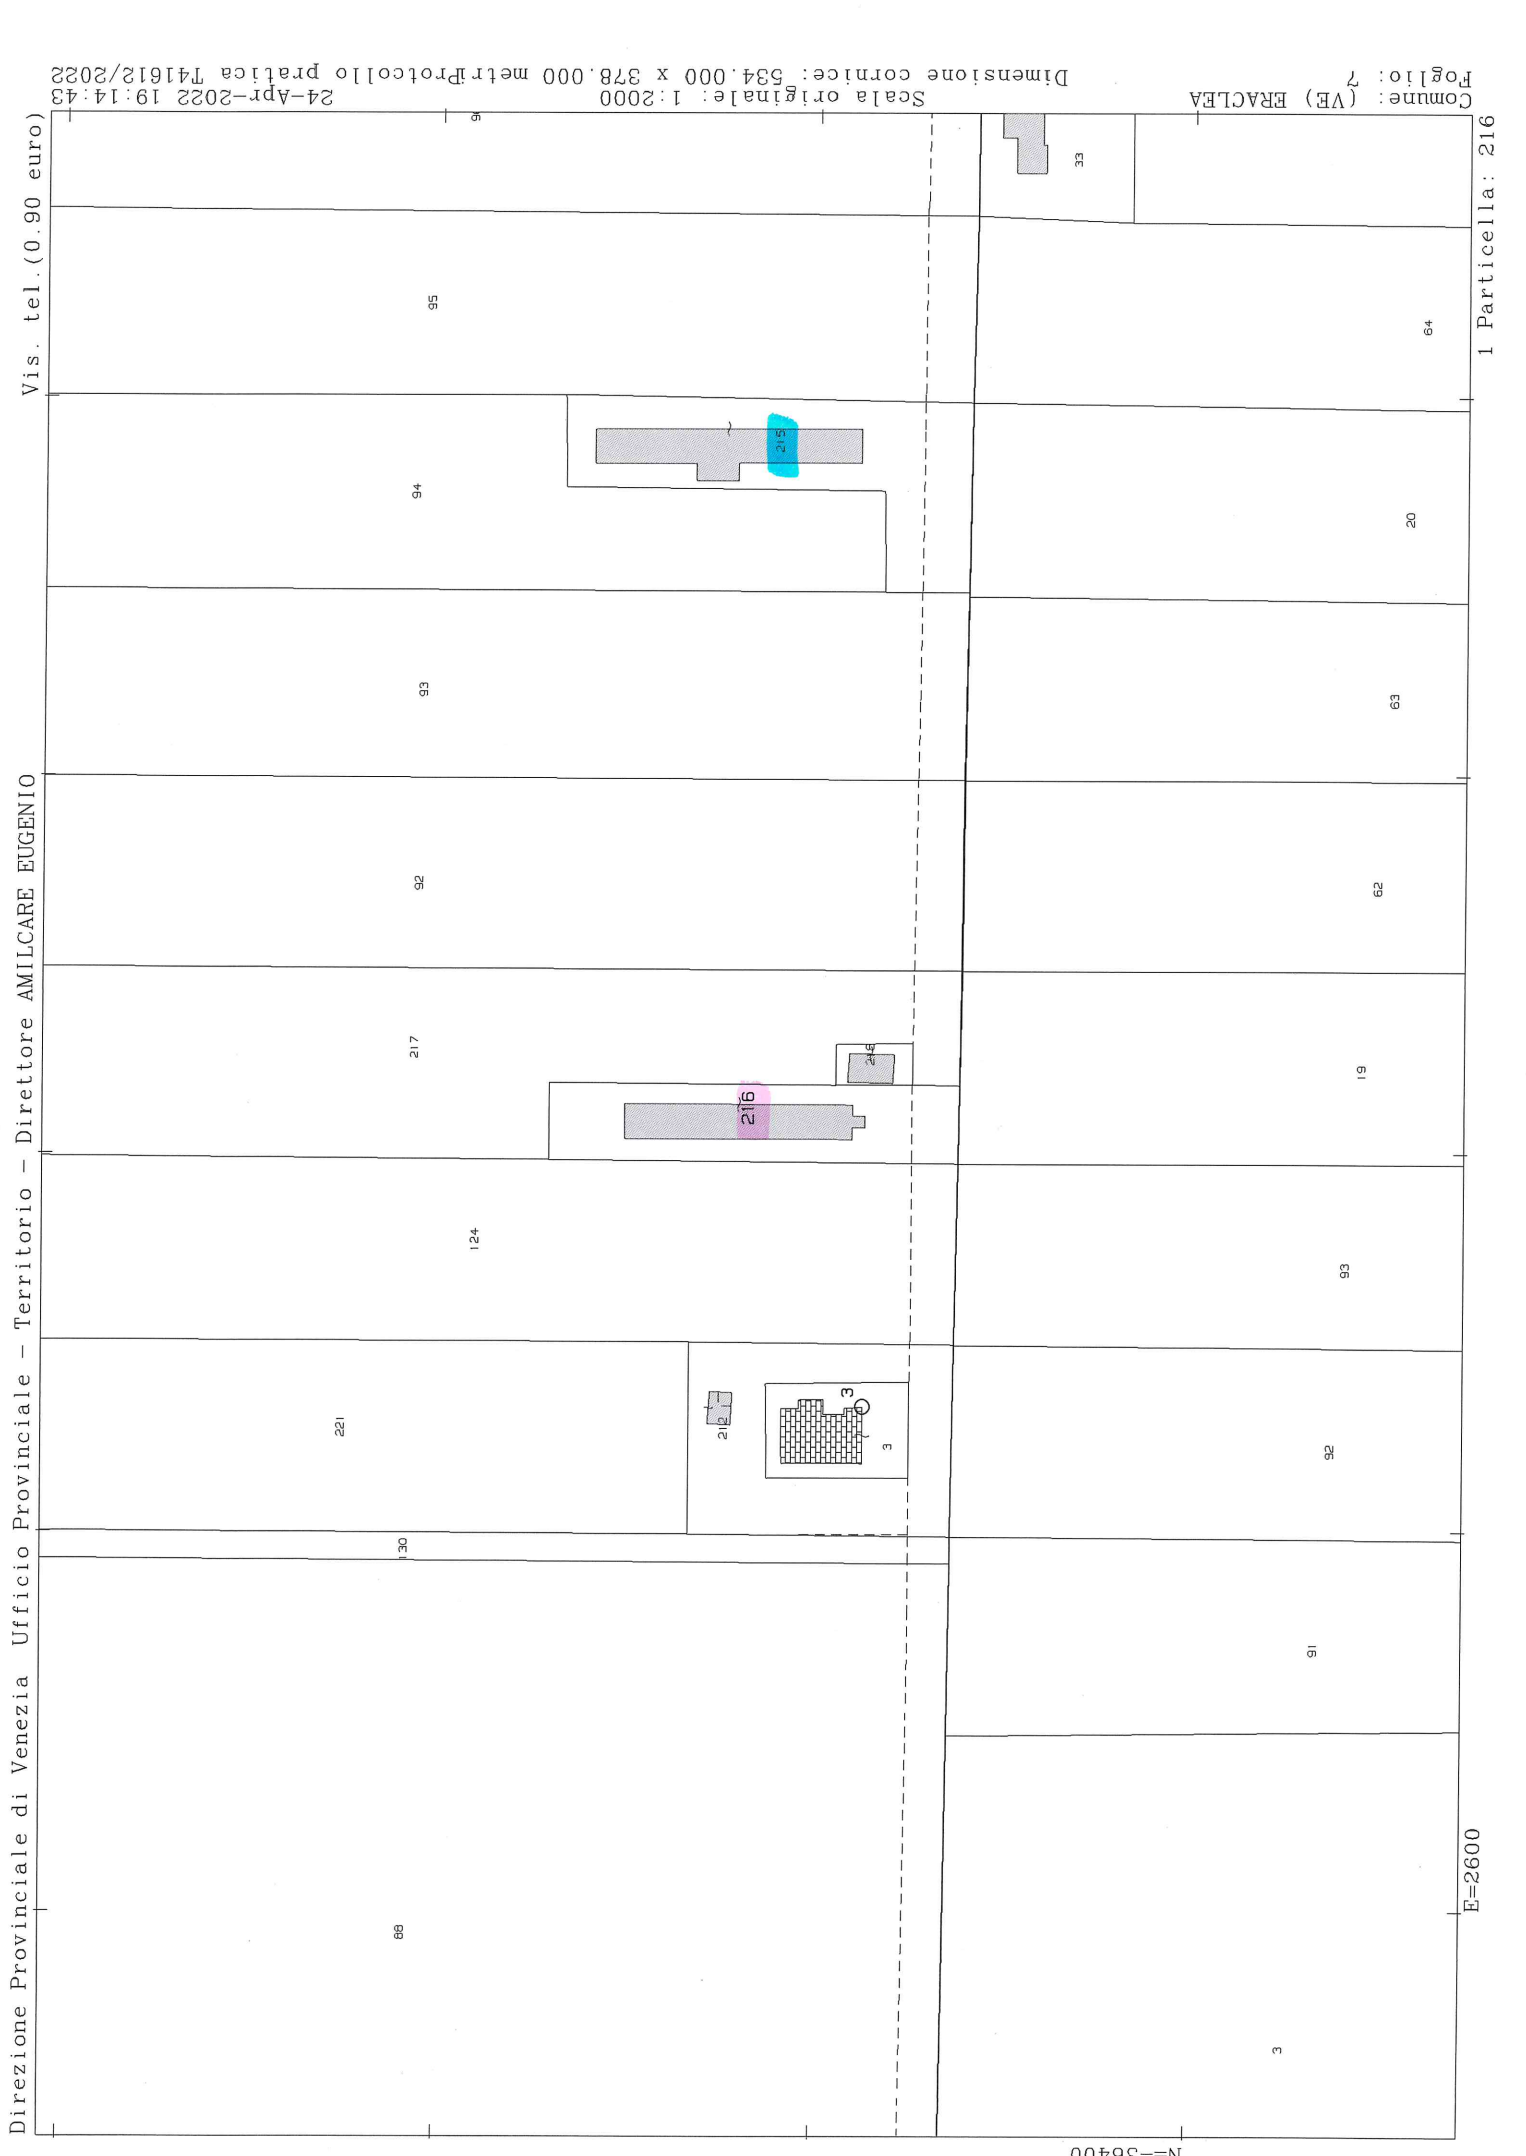 Direzione Provinciale di Venezia Ufficio Provinciale - Territorio - Direttore AMILCARE EUGENIO
Vis. tel.(0.90 euro)
Comune: (VE) ERACLEA
Foglio: 7
Scala originale: 1:2000
Dimensione cornice: 534.000 x 378.000 metri
24-Apr-2022 19:14:43
Protcollo pratica T41612/2022
1 Particella: 216
E=2600
N=-36400
33
95
64
215
94
20
93
63
92
62
217
19
216
124
93
221
212
3
3
92
130
91
88
3